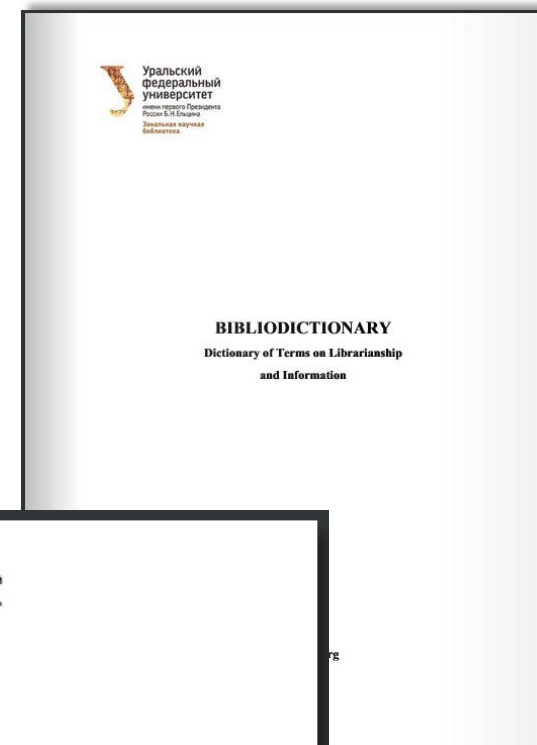 Уральский
федеральный
университет
имени первого Президента
России Б.Н.Ельцина
Зональная научная
библиотека
BIBLIODICTIONARY
Dictionary of Terms on Librarianship
and Information
rg